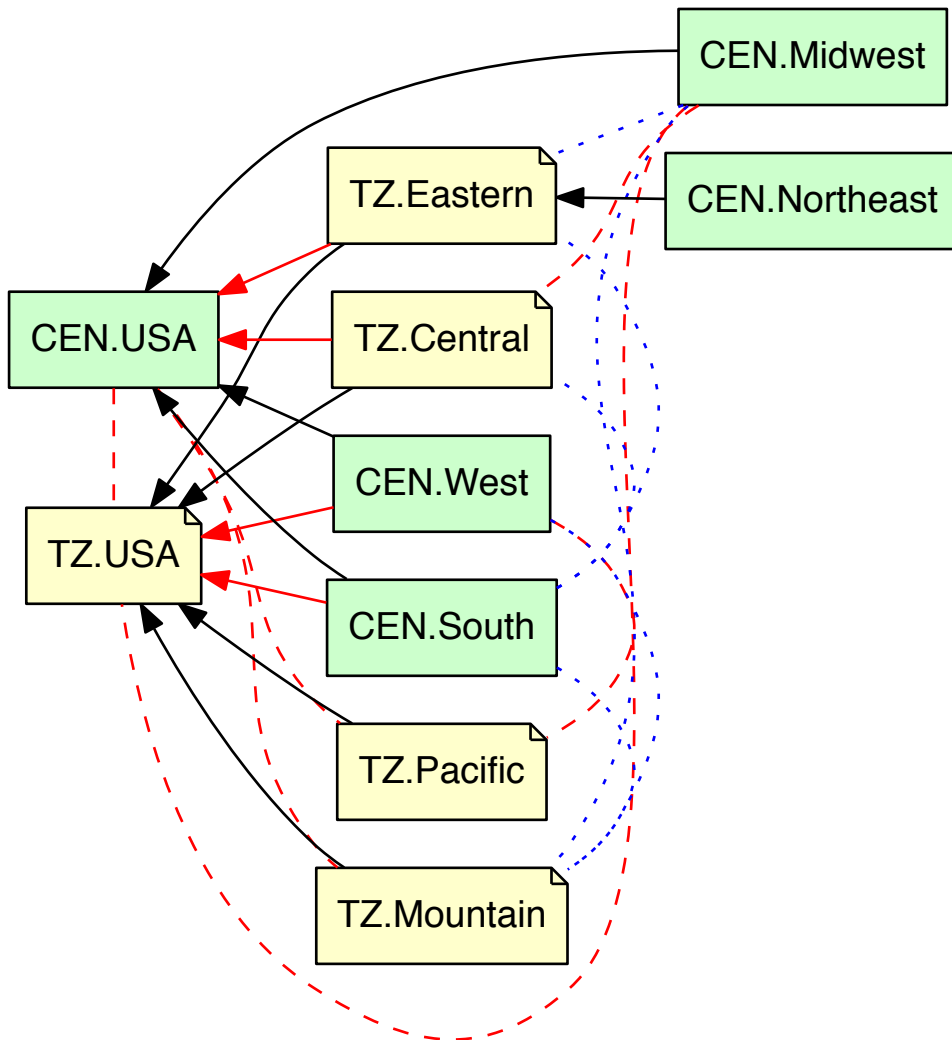 CEN.Midwest
TZ.Eastern
CEN.Northeast
CEN.USA
TZ.Central
CEN.West
TZ.USA
CEN.South
TZ.Pacific
TZ.Mountain